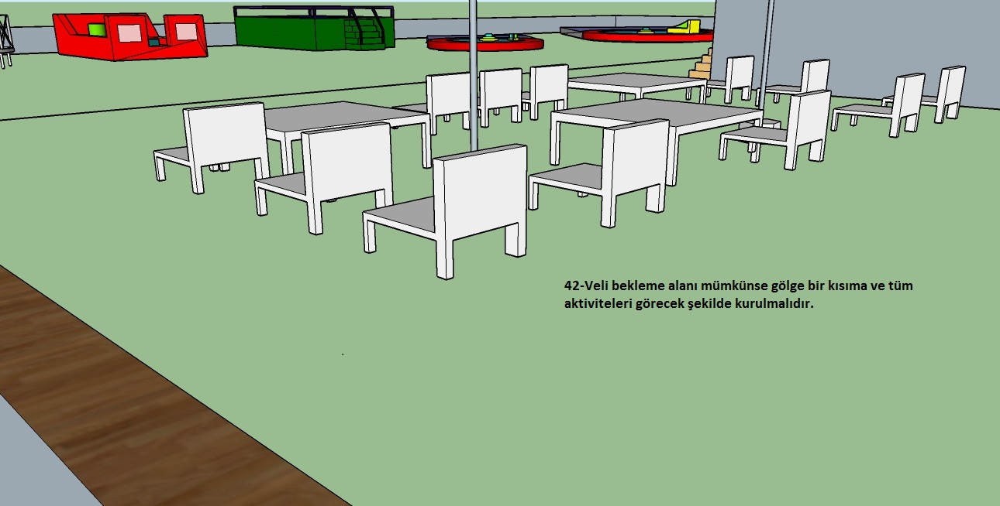 42-Veli bekleme alanı mümkünse gölge bir kısıma ve tüm
aktiviteleri görecek şekilde kurulmalıdır.